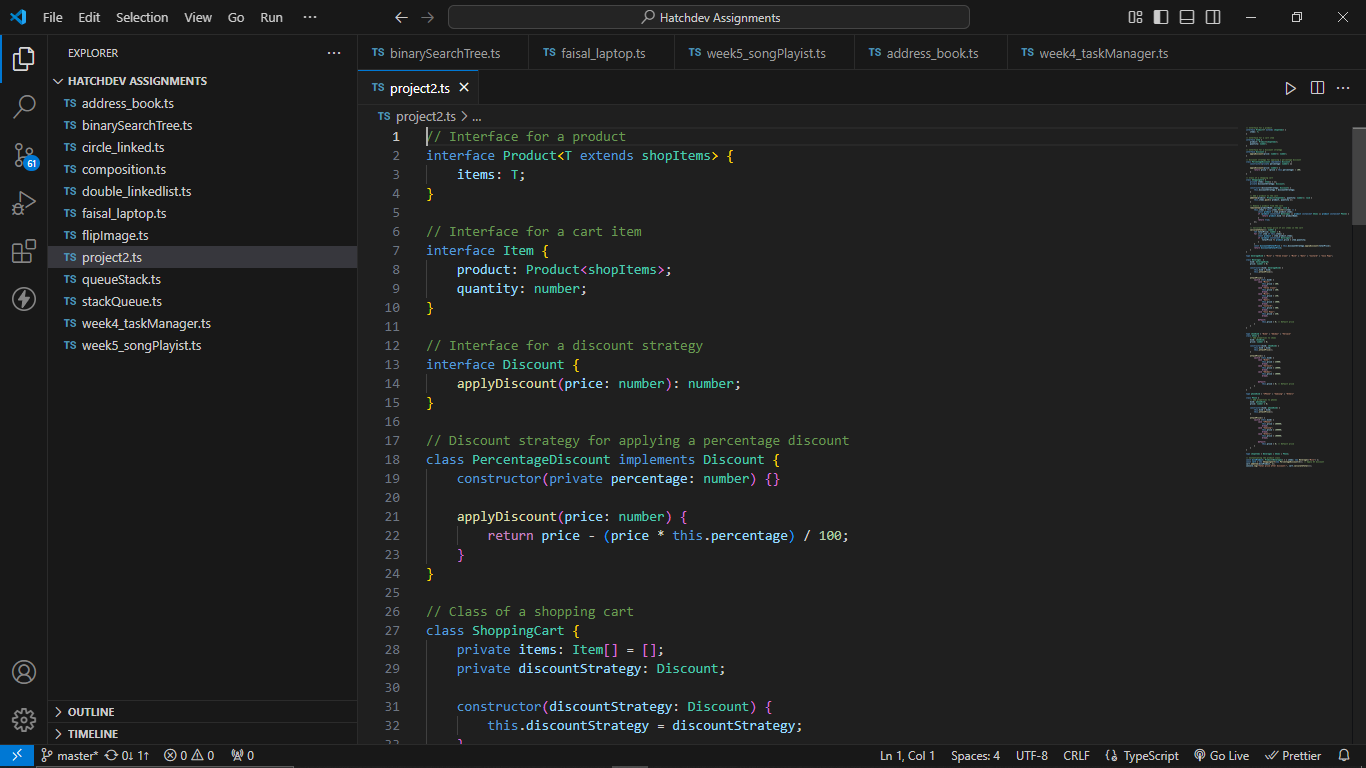 File Edit Selection View Go Run ··· Hatchdev Assignments
EXPLORER ···
HATCHDEV ASSIGNMENTS
TS address_book.ts
TS binarySearchTree.ts
TS circle_linked.ts
TS composition.ts
TS double_linkedlist.ts
TS faisal_laptop.ts
TS flipImage.ts
TS project2.ts
TS queueStack.ts
TS stackQueue.ts
TS week4_taskManager.ts
TS week5_songPlayist.ts
61
OUTLINE
TIMELINE
TS binarySearchTree.ts TS faisal_laptop.ts TS week5_songPlayist.ts TS address_book.ts TS week4_taskManager.ts
TS project2.ts
TS project2.ts > ...
1 // Interface for a product
2 interface Product<T extends shopItems> {
3 items: T;
4 }
5
6 // Interface for a cart item
7 interface Item {
8 product: Product<shopItems>;
9 quantity: number;
10 }
11
12 // Interface for a discount strategy
13 interface Discount {
14 applyDiscount(price: number): number;
15 }
16
17 // Discount strategy for applying a percentage discount
18 class PercentageDiscount implements Discount {
19 constructor(private percentage: number) {}
20
21 applyDiscount(price: number) {
22 return price - (price * this.percentage) / 100;
23 }
24 }
25
26 // Class of a shopping cart
27 class ShoppingCart {
28 private items: Item[] = [];
29 private discountStrategy: Discount;
30
31 constructor(discountStrategy: Discount) {
32 this.discountStrategy = discountStrategy;
33 }
master* 0↓ 1↑ 0 0 0 Ln 1, Col 1 Spaces: 4 UTF-8 CRLF {} TypeScript Go Live Prettier